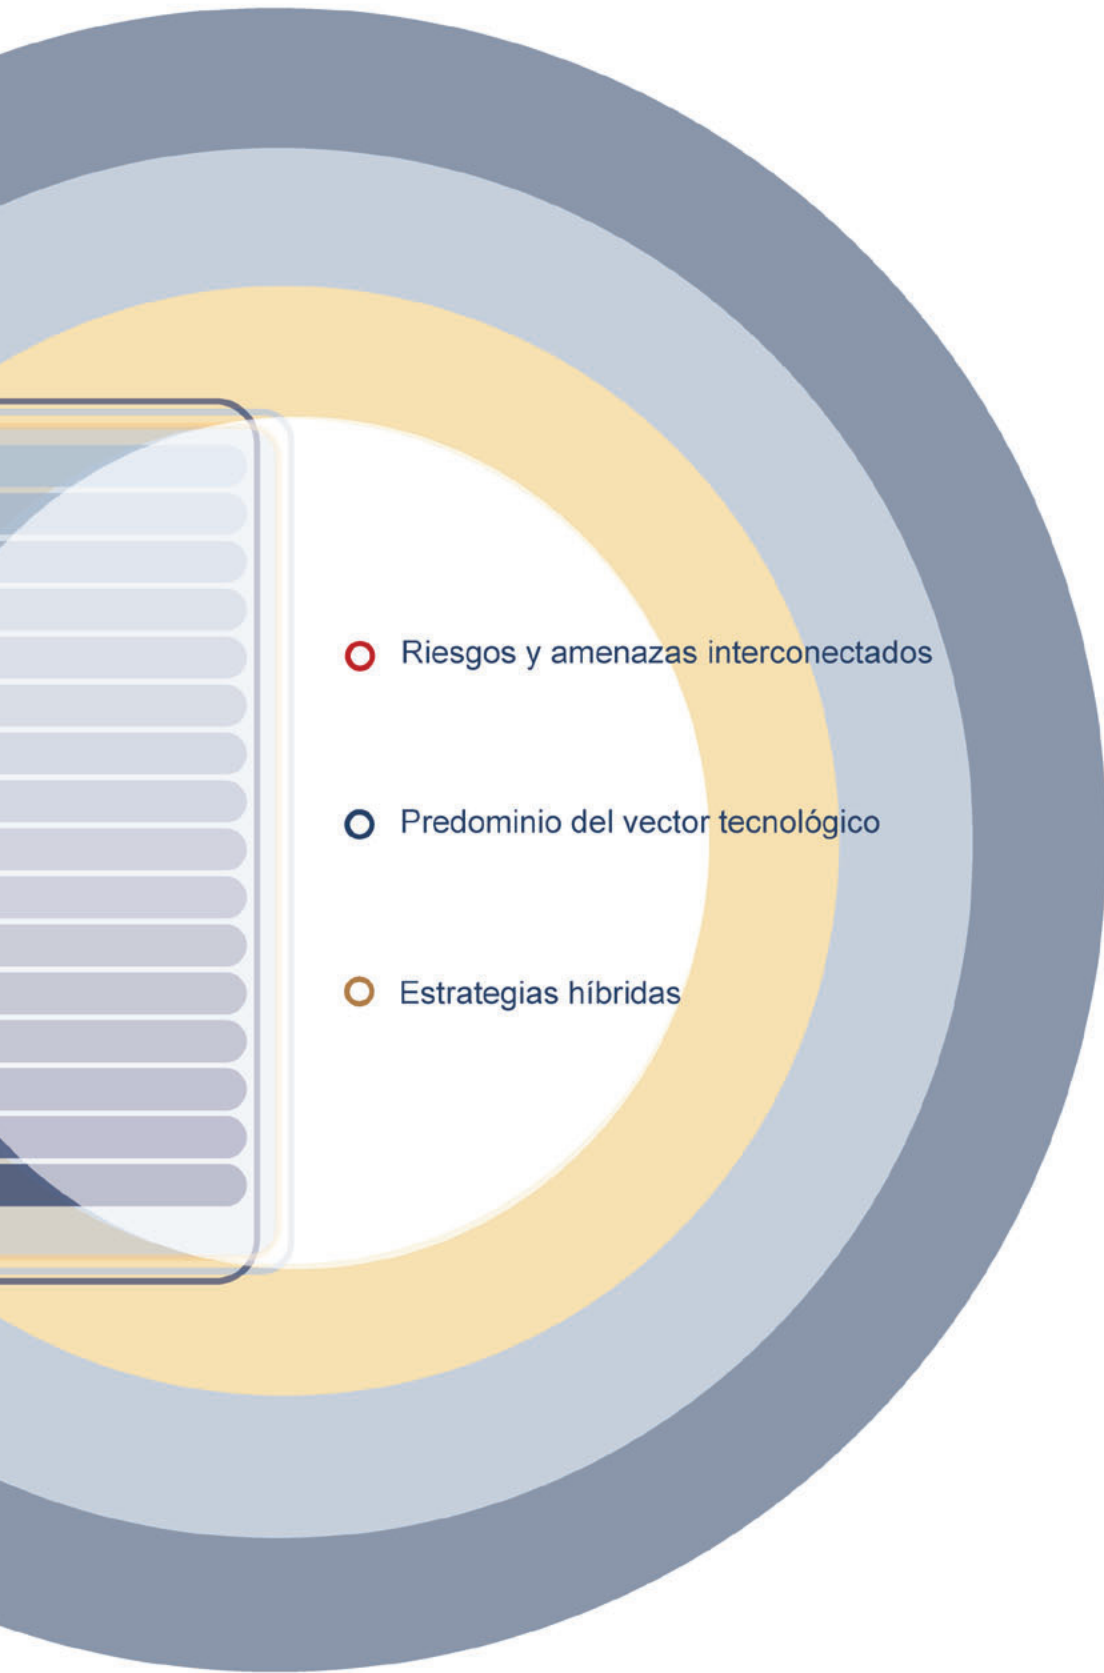 Riesgos y amenazas interconectados
Predominio del vector tecnológico
Estrategias híbridas